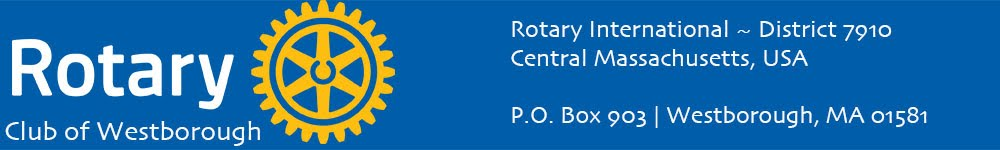 Rotary
Club of Westborough
Rotary International ~ District 7910
Central Massachusetts, USA
P.O. Box 903 | Westborough, MA 01581